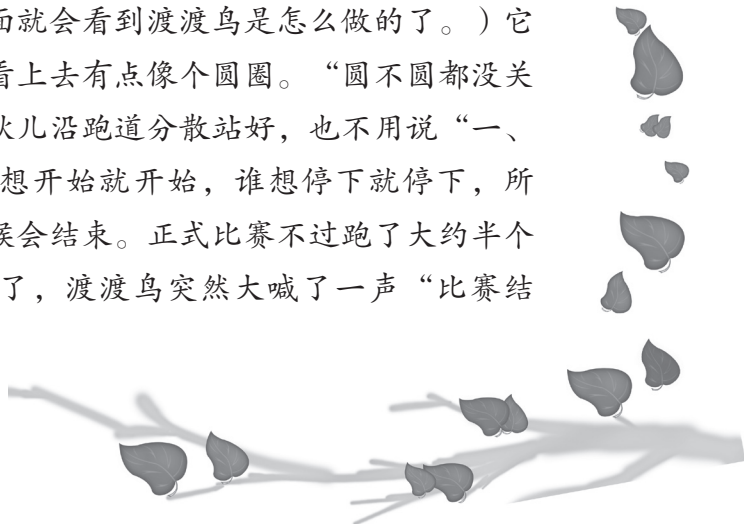 面就会看到渡渡鸟是怎么做的了。）它
看上去有点像个圆圈。“圆不圆都没关
伙儿沿跑道分散站好，也不用说“一、
想开始就开始，谁想停下就停下，所
候会结束。正式比赛不过跑了大约半个
了，渡渡鸟突然大喊了一声“比赛结